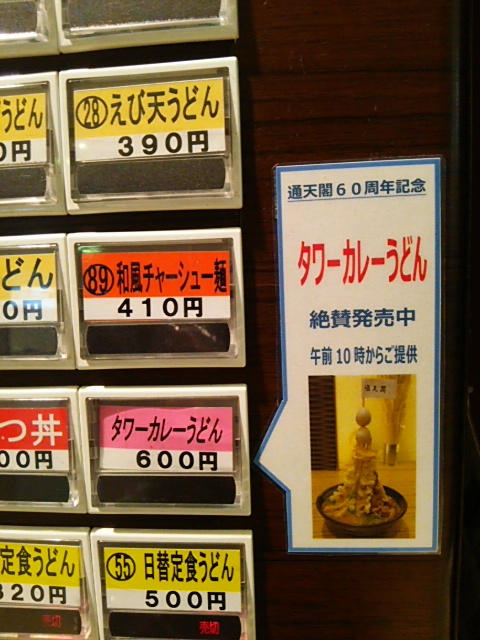 うどん
0円
㉘えび天うどん
390円
どん
0円
89 和風チャーシュー麺
410円
つ丼
00円
タワーカレーうどん
600円
定食うどん
320円
売切
55 日替定食うどん
500円
売切
通天閣60周年記念
タワーカレーうどん
絶賛発売中
午前10時からご提供
通天閣